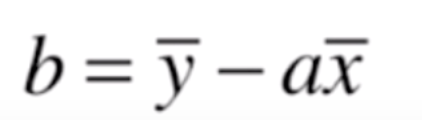 b = y̅ − ax̅